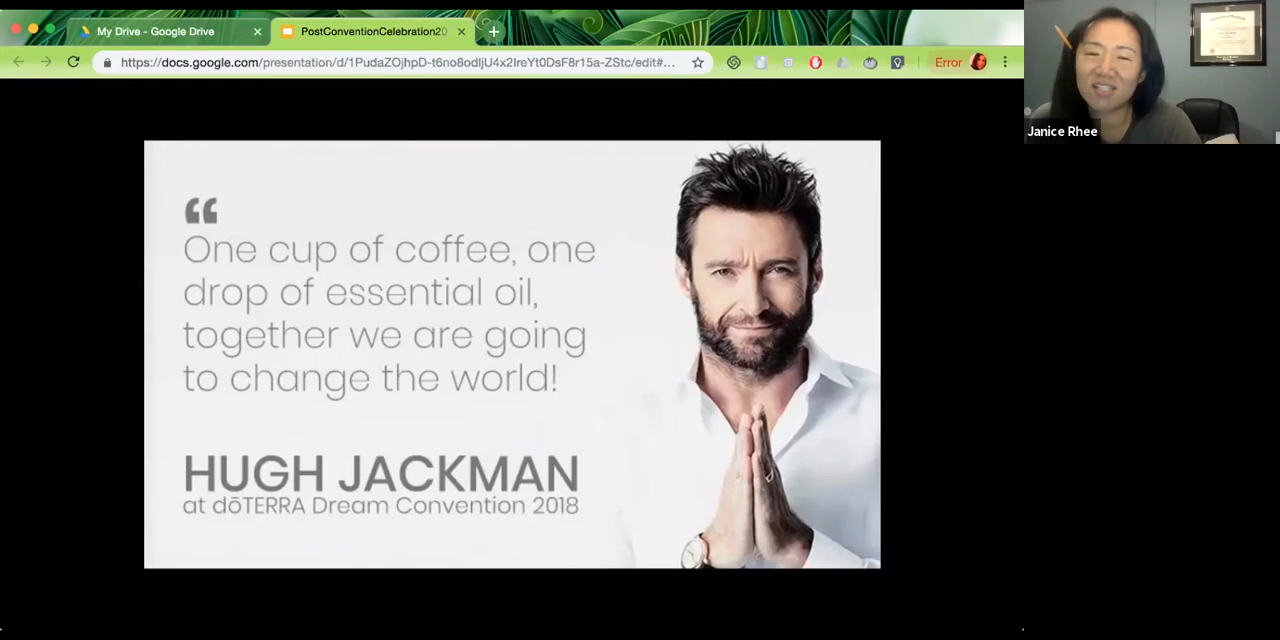 My Drive - Google Drive
PostConventionCelebration20
https://docs.google.com/presentation/d/1PudaZOjhpD-t6no8odljU4x2IreYt0DsF8r15a-ZStc/edit#...
Error
Janice Rhee
“
One cup of coffee, one
drop of essential oil,
together we are going
to change the world!
HUGH JACKMAN
at dōTERRA Dream Convention 2018